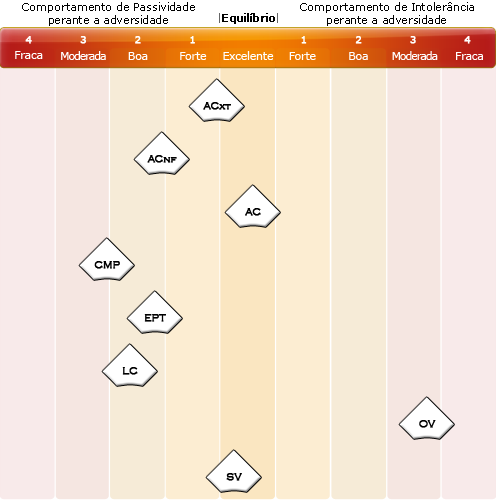 Comportamento de Passividade
perante a adversidade
|Equilíbrio|
Comportamento de Intolerância
perante a adversidade
4 3 2 1 1 2 3 4
Fraca Moderada Boa Forte Excelente Forte Boa Moderada Fraca
ACXT
ACNF
AC
CMP
EPT
LC
OV
SV